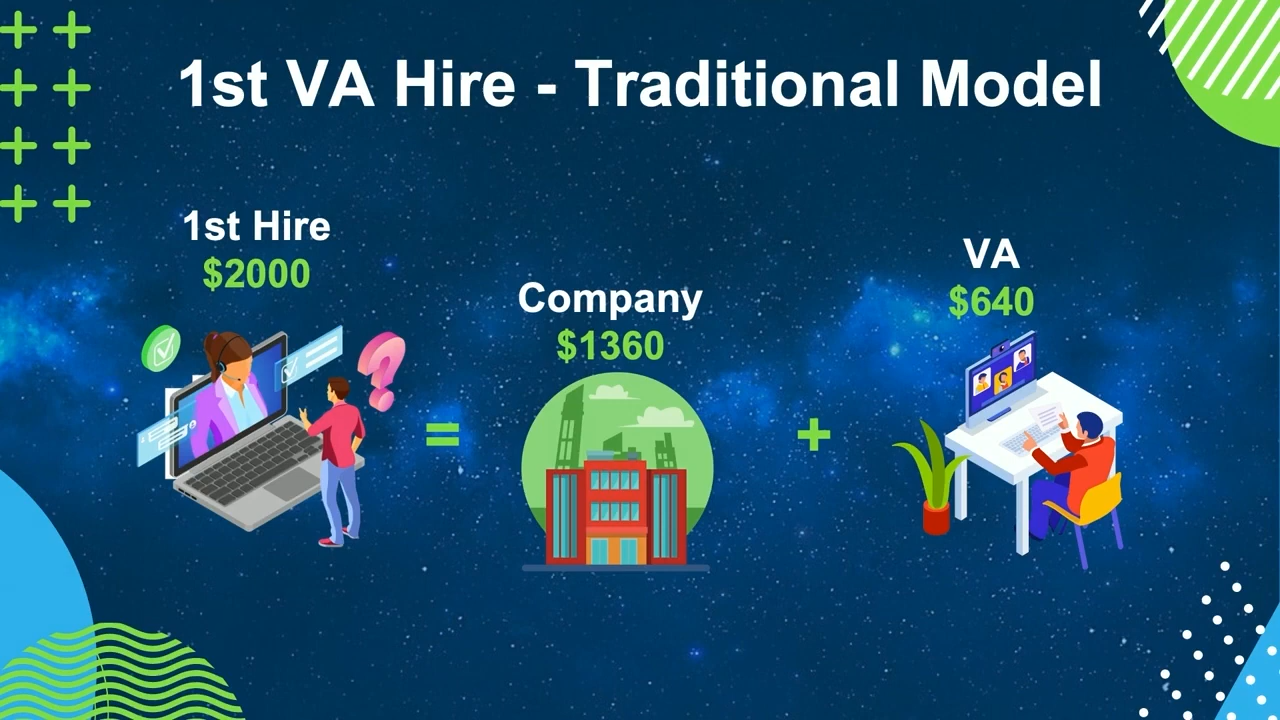 1st VA Hire - Traditional Model
1st Hire
$2000
=
Company
$1360
+
VA
$640